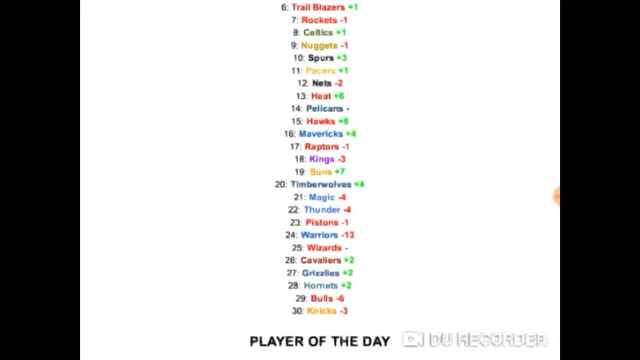 6: Trail Blazers +1
7: Rockets -1
8: Celtics +1
9: Nuggets -1
10: Spurs +3
11: Pacers +1
12: Nets -2
13: Heat +6
14: Pelicans -
15: Hawks +6
16: Mavericks +4
17: Raptors -1
18: Kings -3
19: Suns +7
20: Timberwolves +4
21: Magic -4
22: Thunder -4
23: Pistons -1
24: Warriors -13
25: Wizards -
26: Cavaliers +2
27: Grizzlies +2
28: Hornets +2
29: Bulls -6
30: Knicks -3
PLAYER OF THE DAY
DU RECORDER